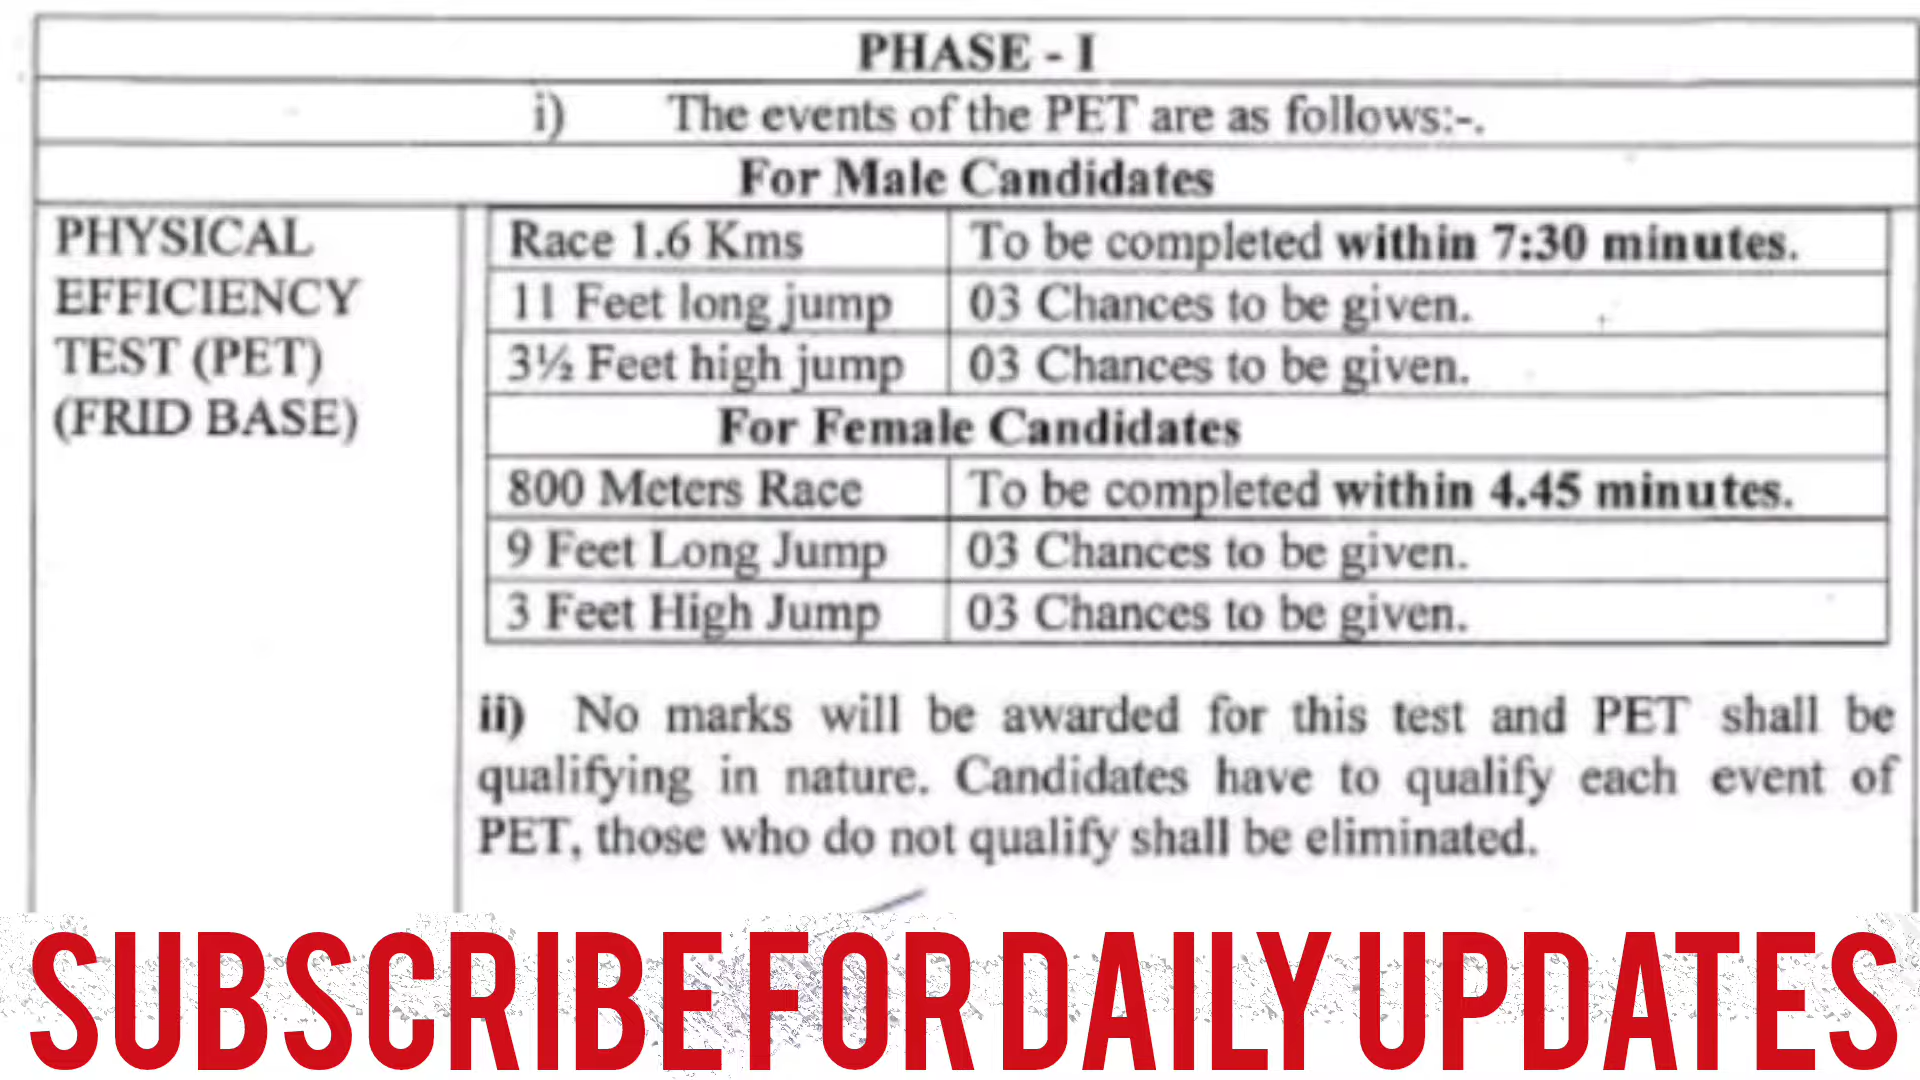 PHASE - I
i) The events of the PET are as follows:-.
For Male Candidates
PHYSICAL
EFFICIENCY
TEST (PET)
(FRID BASE)
Race 1.6 Kms To be completed within 7:30 minutes.
11 Feet long jump 03 Chances to be given.
3½ Feet high jump 03 Chances to be given.
For Female Candidates
800 Meters Race To be completed within 4.45 minutes.
9 Feet Long Jump 03 Chances to be given.
3 Feet High Jump 03 Chances to be given.
ii) No marks will be awarded for this test and PET shall be
qualifying in nature. Candidates have to qualify each event of
PET, those who do not qualify shall be eliminated.
SUBSCRIBE FOR DAILY UPDATES